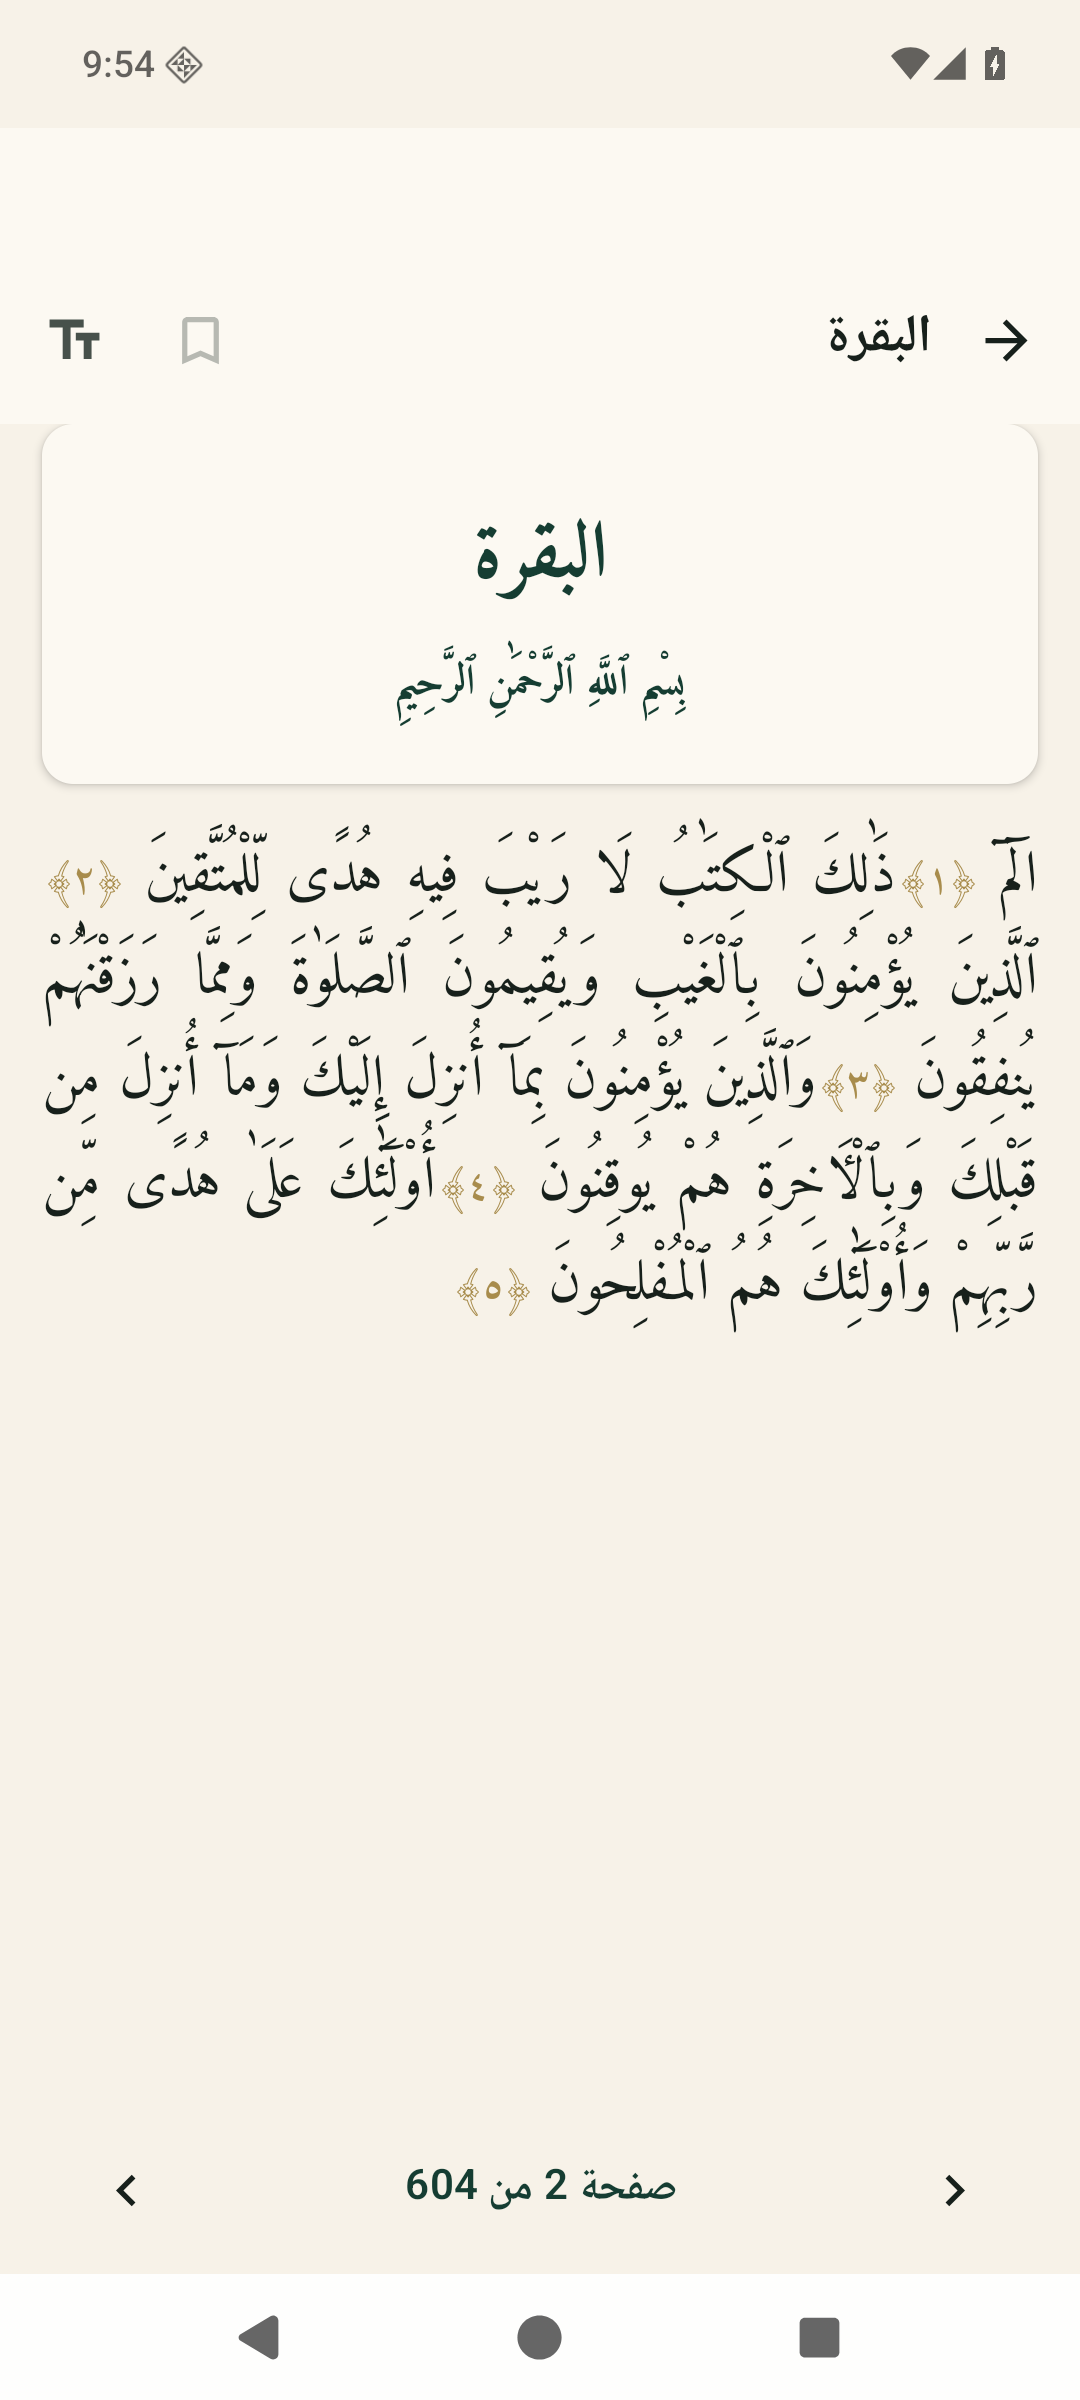 9:54
البقرة
البقرة
بِسْمِ ٱللَّهِ ٱلرَّحْمَٰنِ ٱلرَّحِيمِ
الٓمٓ ﴿١﴾ ذَٰلِكَ ٱلْكِتَٰبُ لَا رَيْبَ فِيهِ هُدًى لِّلْمُتَّقِينَ ﴿٢﴾
ٱلَّذِينَ يُؤْمِنُونَ بِٱلْغَيْبِ وَيُقِيمُونَ ٱلصَّلَوٰةَ وَمِمَّا رَزَقْنَٰهُمْ
يُنفِقُونَ ﴿٣﴾ وَٱلَّذِينَ يُؤْمِنُونَ بِمَآ أُنزِلَ إِلَيْكَ وَمَآ أُنزِلَ مِن
قَبْلِكَ وَبِٱلْـَٔاخِرَةِ هُمْ يُوقِنُونَ ﴿٤﴾ أُو۟لَٰٓئِكَ عَلَىٰ هُدًى مِّن
رَّبِّهِمْ وَأُو۟لَٰٓئِكَ هُمُ ٱلْمُفْلِحُونَ ﴿٥﴾
صفحة 2 من 604